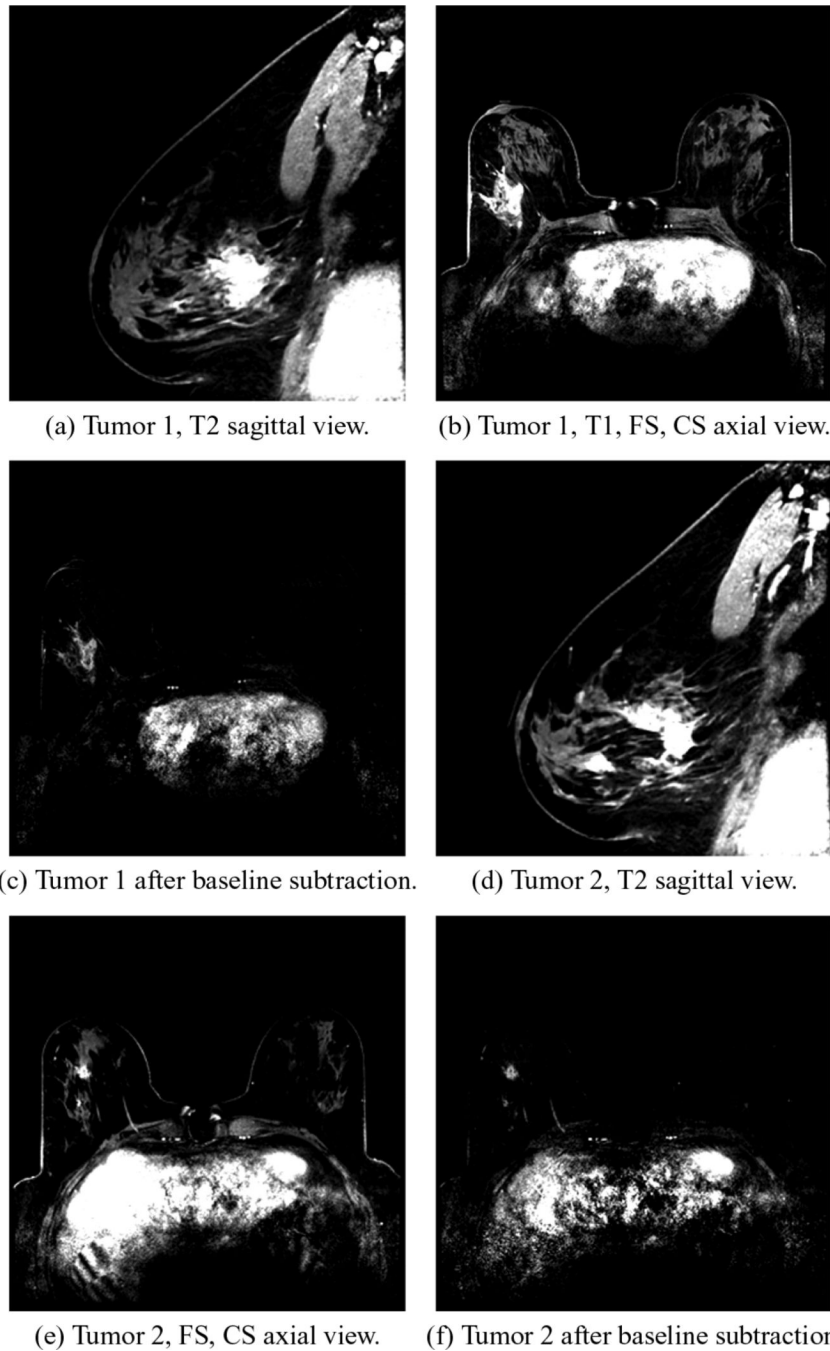 (a) Tumor 1, T2 sagittal view.
(b) Tumor 1, T1, FS, CS axial view.
(c) Tumor 1 after baseline subtraction.
(d) Tumor 2, T2 sagittal view.
(e) Tumor 2, FS, CS axial view.
(f) Tumor 2 after baseline subtraction